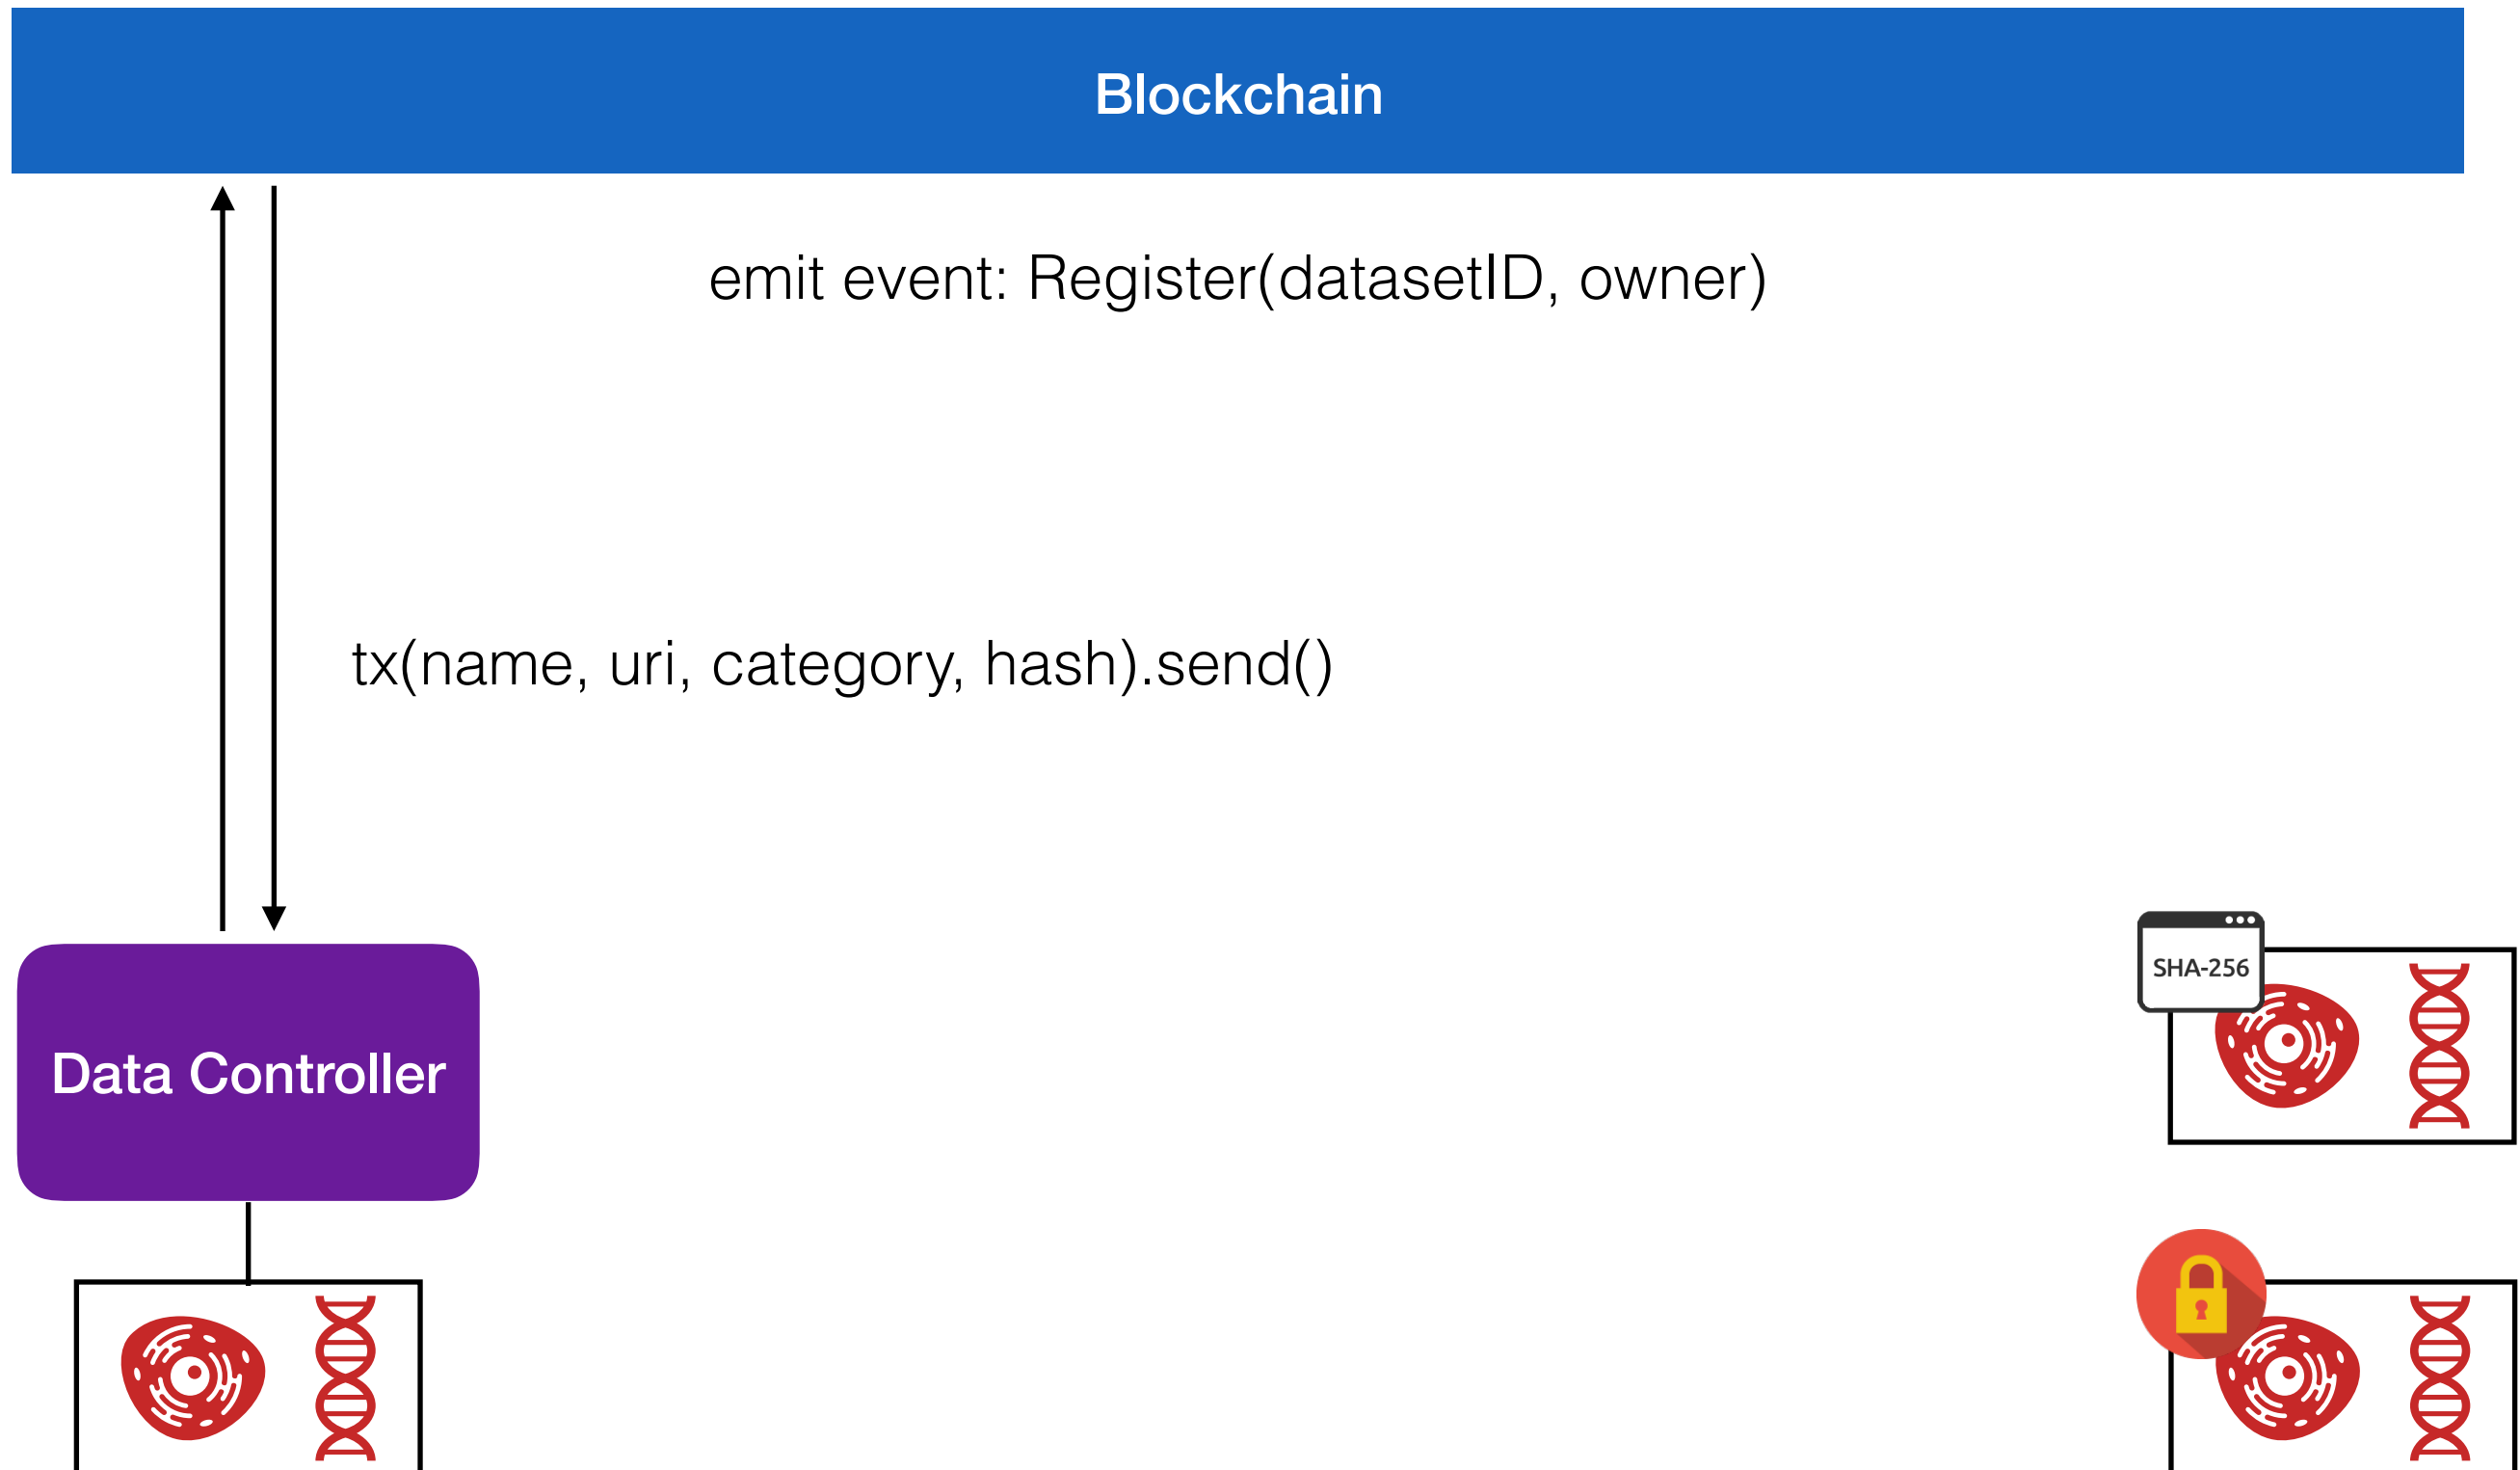 Blockchain
emit event: Register(datasetID, owner)
tx(name, uri, category, hash).send()
SHA-256
Data Controller